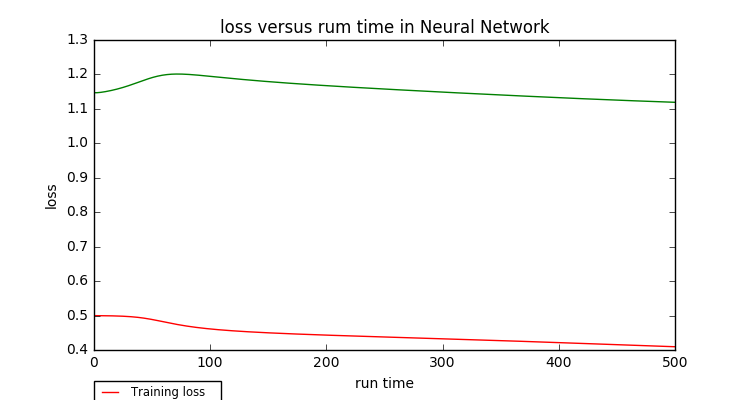 loss versus rum time in Neural Network
1.3
1.2
1.1
1.0
0.9
0.8
0.7
0.6
0.5
0.4
loss
0 100 200 300 400 500
run time
Training loss